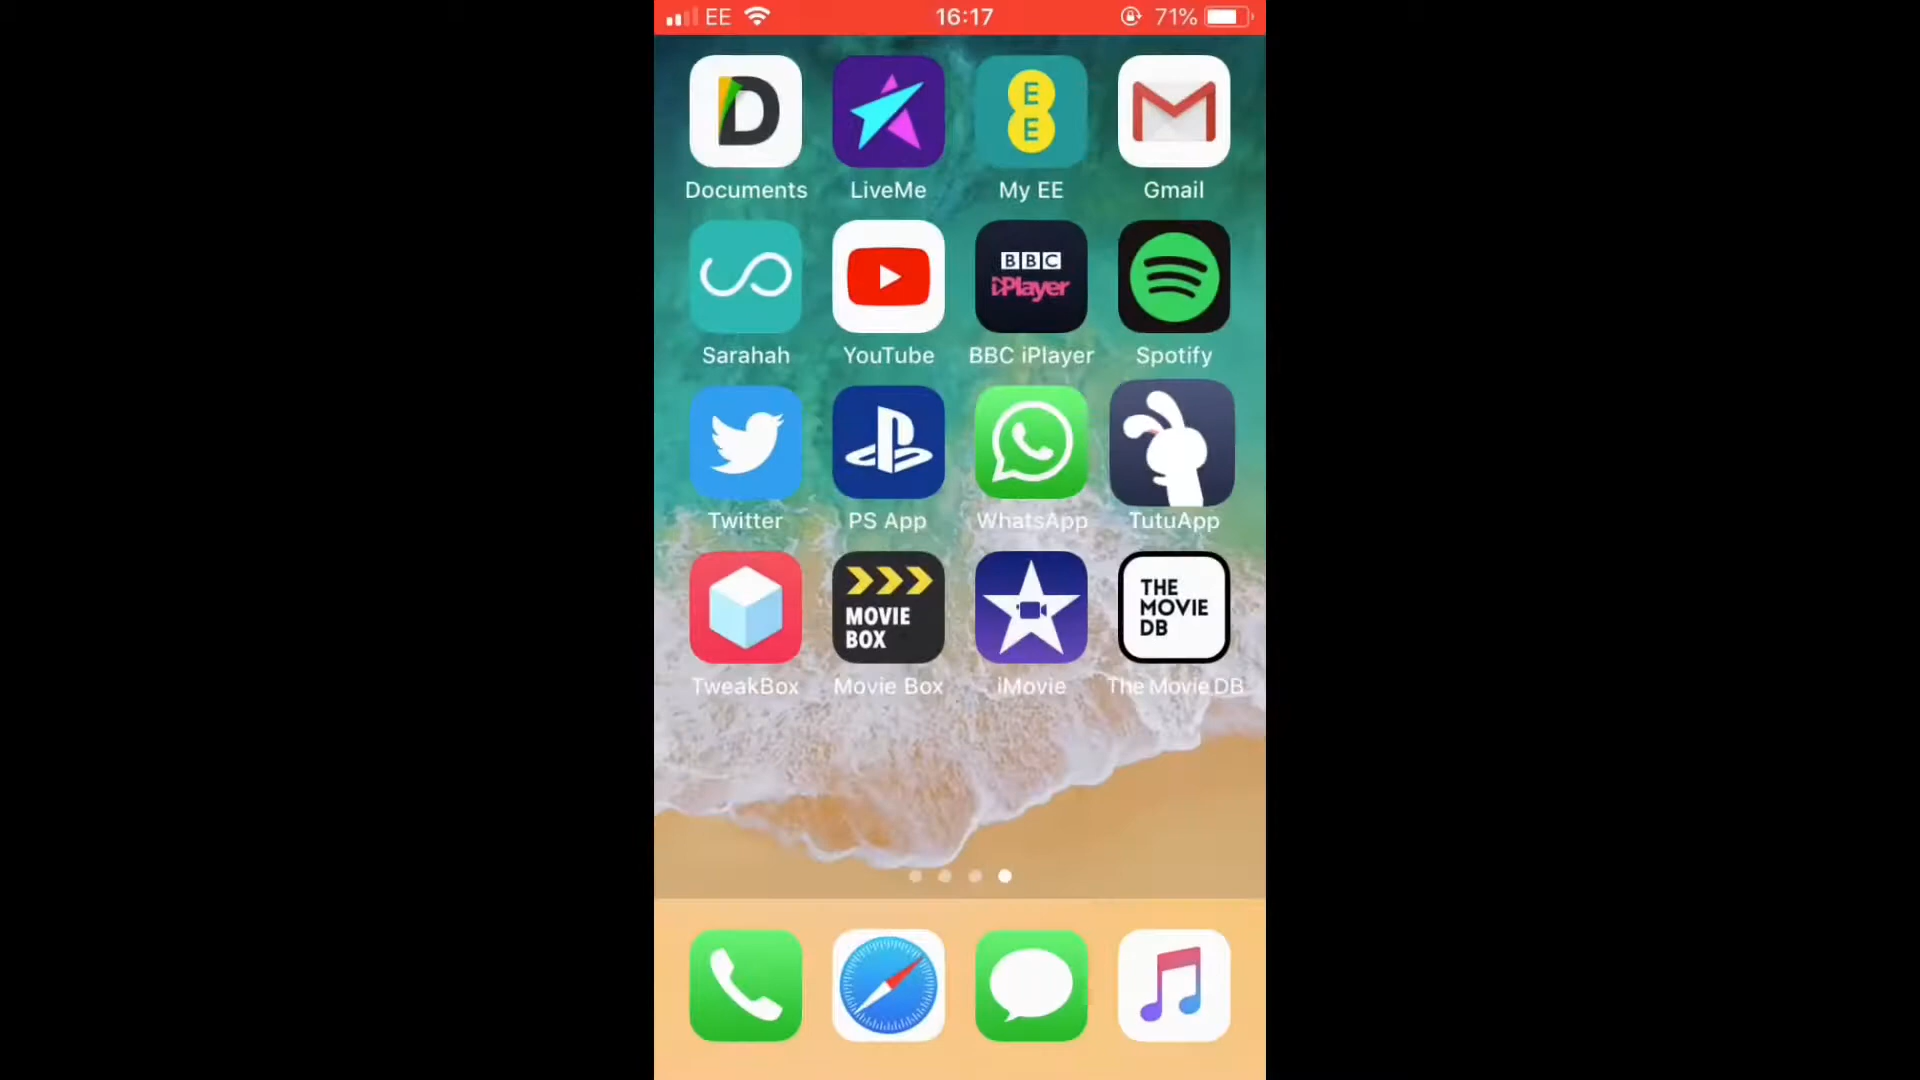 EE 16:17 71%
D
E
E
M
Documents LiveMe My EE Gmail
BBC
iPlayer
Sarahah YouTube BBC iPlayer Spotify
Twitter PS App WhatsApp TutuApp
MOVIE
BOX
THE
MOVIE
DB
TweakBox Movie Box iMovie The Movie DB